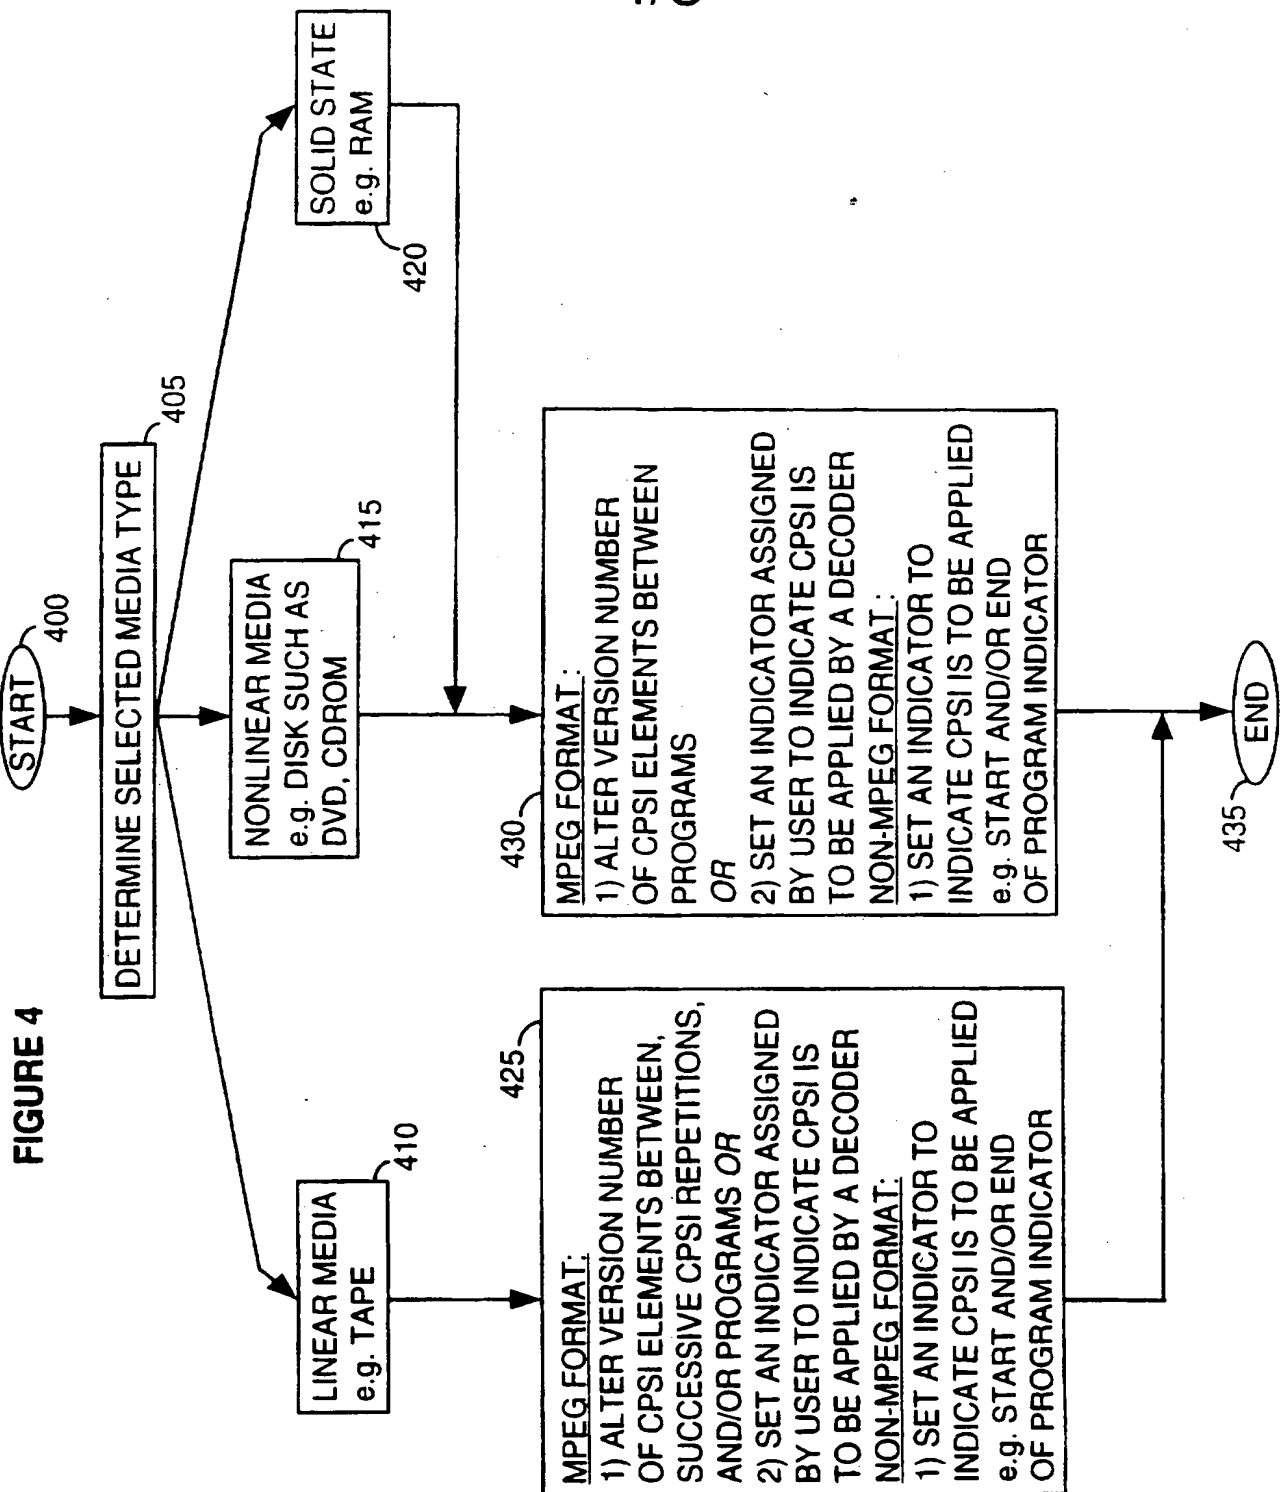 FIGURE 4
START
400
DETERMINE SELECTED MEDIA TYPE
405
LINEAR MEDIA
e.g. TAPE
410
NONLINEAR MEDIA
e.g. DISK SUCH AS
DVD, CDROM
415
SOLID STATE
e.g. RAM
420
425
MPEG FORMAT:
1) ALTER VERSION NUMBER
OF CPSI ELEMENTS BETWEEN,
SUCCESSIVE CPSI REPETITIONS,
AND/OR PROGRAMS OR
2) SET AN INDICATOR ASSIGNED
BY USER TO INDICATE CPSI IS
TO BE APPLIED BY A DECODER
NON-MPEG FORMAT:
1) SET AN INDICATOR TO
INDICATE CPSI IS TO BE APPLIED
e.g. START AND/OR END
OF PROGRAM INDICATOR
430
MPEG FORMAT:
1) ALTER VERSION NUMBER
OF CPSI ELEMENTS BETWEEN
PROGRAMS
OR
2) SET AN INDICATOR ASSIGNED
BY USER TO INDICATE CPSI IS
TO BE APPLIED BY A DECODER
NON-MPEG FORMAT:
1) SET AN INDICATOR TO
INDICATE CPSI IS TO BE APPLIED
e.g. START AND/OR END
OF PROGRAM INDICATOR
END
435